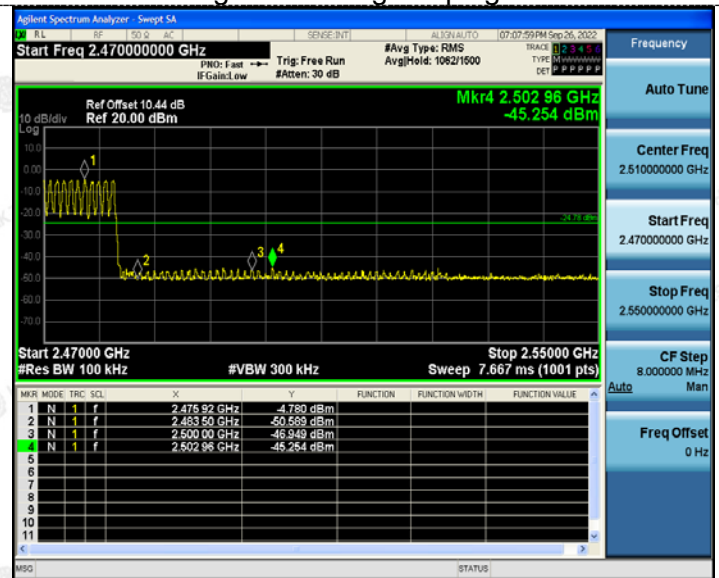 Agilent Spectrum Analyzer - Swept SA
RL RF 50 Ω AC SENSE:INT ALIGNAUTO 07:07:59 PM Sep 26, 2022
Start Freq 2.470000000 GHz
PNO: Fast
IFGain:Low
Trig: Free Run
#Atten: 30 dB
#Avg Type: RMS
Avg|Hold: 1062/1500
TRACE 1 2 3 4 5 6
TYPE M
DET P P P P P P
Frequency
Ref Offset 10.44 dB
Ref 20.00 dBm
Mkr4 2.502 96 GHz
-45.254 dBm
10 dB/div
Log
10.0
0.00
-10.0
-20.0
-30.0
-40.0
-50.0
-60.0
-70.0
1
2
3
4
-24.78 dBm
Start 2.47000 GHz
#Res BW 100 kHz
#VBW 300 kHz
Stop 2.55000 GHz
Sweep 7.667 ms (1001 pts)
MKR MODE TRC SCL X Y FUNCTION FUNCTION WIDTH FUNCTION VALUE
1 N 1 f 2.475 92 GHz -4.780 dBm
2 N 1 f 2.483 50 GHz -50.589 dBm
3 N 1 f 2.500 00 GHz -46.949 dBm
4 N 1 f 2.502 96 GHz -45.254 dBm
5
6
7
8
9
10
11
MSG
STATUS
Auto Tune
Center Freq
2.510000000 GHz
Start Freq
2.470000000 GHz
Stop Freq
2.550000000 GHz
CF Step
8.000000 MHz
Auto Man
Freq Offset
0 Hz